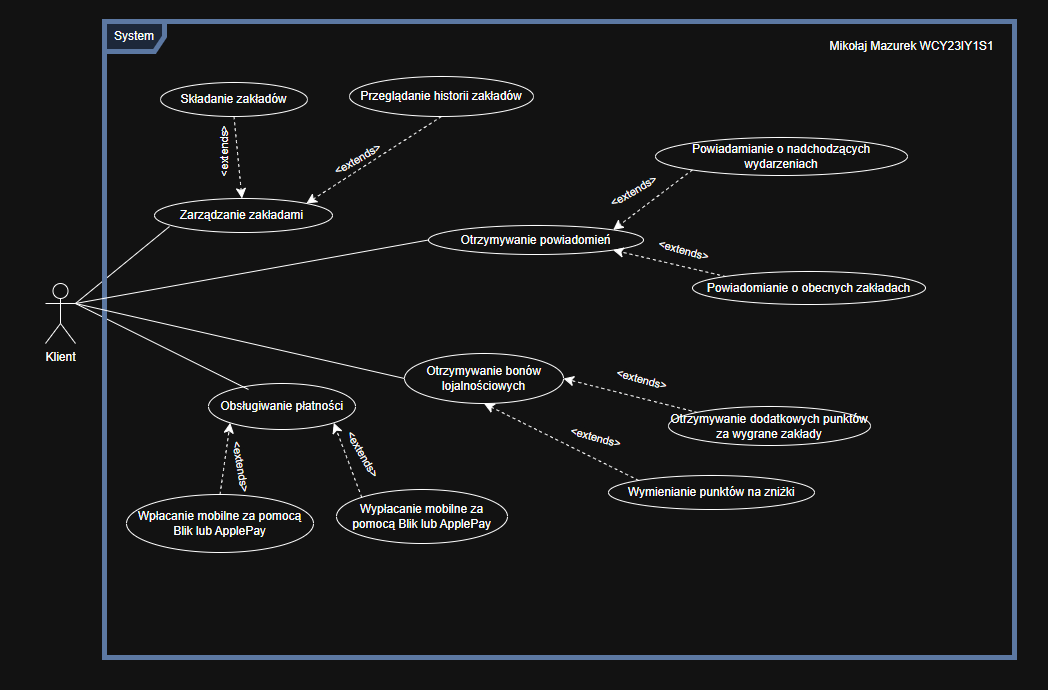 System
Mikołaj Mazurek WCY23IY1S1
Składanie zakładów
Przeglądanie historii zakładów
<extends>
<extends>
Powiadamianie o nadchodzących
wydarzeniach
<extends>
Zarządzanie zakładami
Otrzymywanie powiadomień
<extends>
Powiadomianie o obecnych zakładach
Klient
Otrzymywanie bonów
lojalnościowych
<extends>
Obsługiwanie płatności
Otrzymywanie dodatkowych punktów
za wygrane zakłady
<extends>
<extends>
<extends>
Wymienianie punktów na zniżki
Wpłacanie mobilne za pomocą
Blik lub ApplePay
Wypłacanie mobilne za
pomocą Blik lub ApplePay